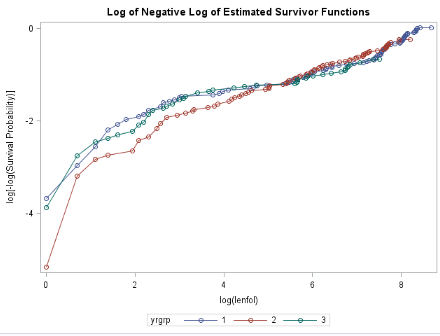 Log of Negative Log of Estimated Survivor Functions
log[-log(Survival Probability)]
0
-2
-4
0 2 4 6 8
log(lenfol)
yrgrp 1 2 3